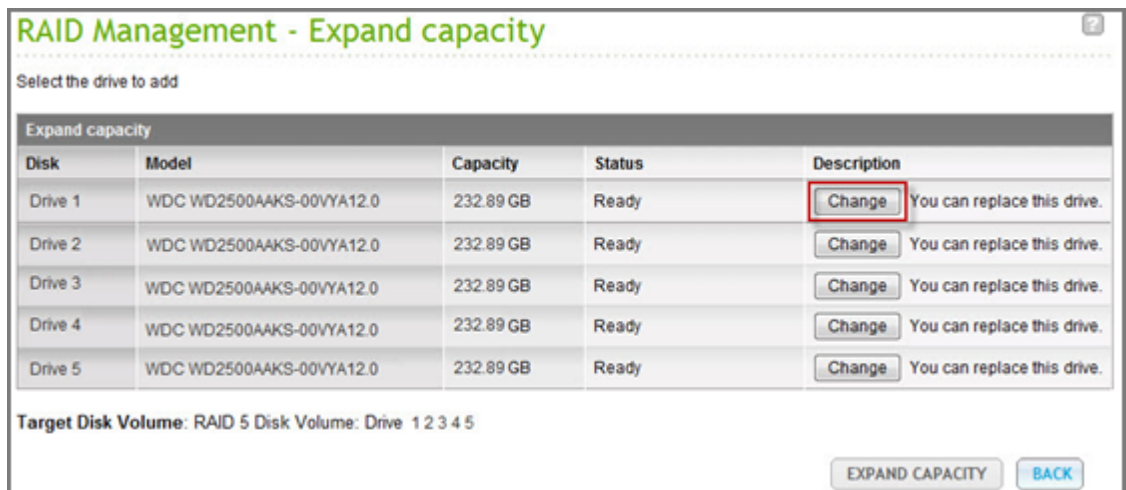 RAID Management - Expand capacity
?
Select the drive to add
Expand capacity
Disk Model Capacity Status Description
Drive 1 WDC WD2500AAKS-00VYA12.0 232.89 GB Ready Change You can replace this drive.
Drive 2 WDC WD2500AAKS-00VYA12.0 232.89 GB Ready Change You can replace this drive.
Drive 3 WDC WD2500AAKS-00VYA12.0 232.89 GB Ready Change You can replace this drive.
Drive 4 WDC WD2500AAKS-00VYA12.0 232.89 GB Ready Change You can replace this drive.
Drive 5 WDC WD2500AAKS-00VYA12.0 232.89 GB Ready Change You can replace this drive.
Target Disk Volume: RAID 5 Disk Volume: Drive 1 2 3 4 5
EXPAND CAPACITY BACK